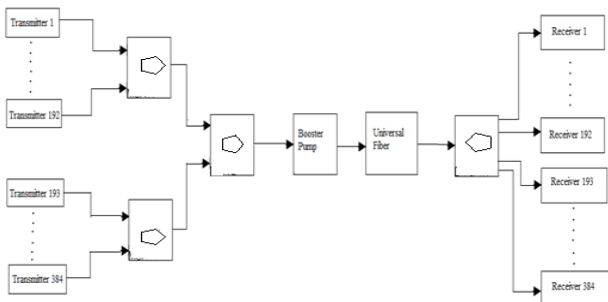 Transmitter 1
Transmitter 192
Transmitter 193
Transmitter 384
Booster
Pump
Universal
Fiber
Receiver 1
Receiver 192
Receiver 193
Receiver 384